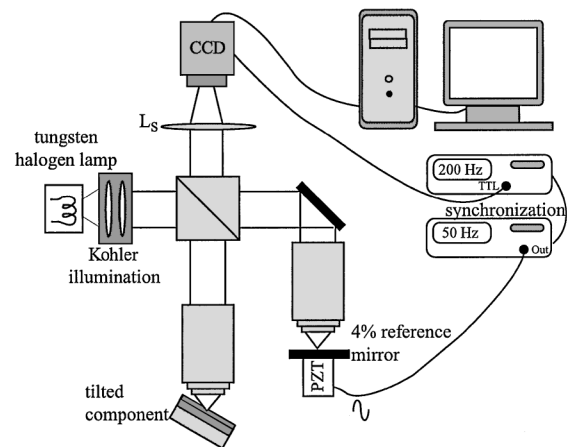 CCD
L_S
tungsten
halogen lamp
200 Hz
TTL
synchronization
50 Hz
Out
Kohler
illumination
4% reference
mirror
PZT
tilted
component